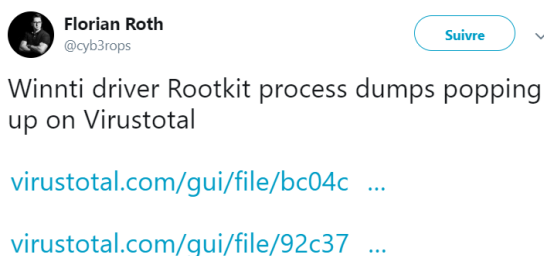 Florian Roth
@cyb3rops
Suivre
Winnti driver Rootkit process dumps popping
up on Virustotal
virustotal.com/gui/file/bc04c ...
virustotal.com/gui/file/92c37 ...